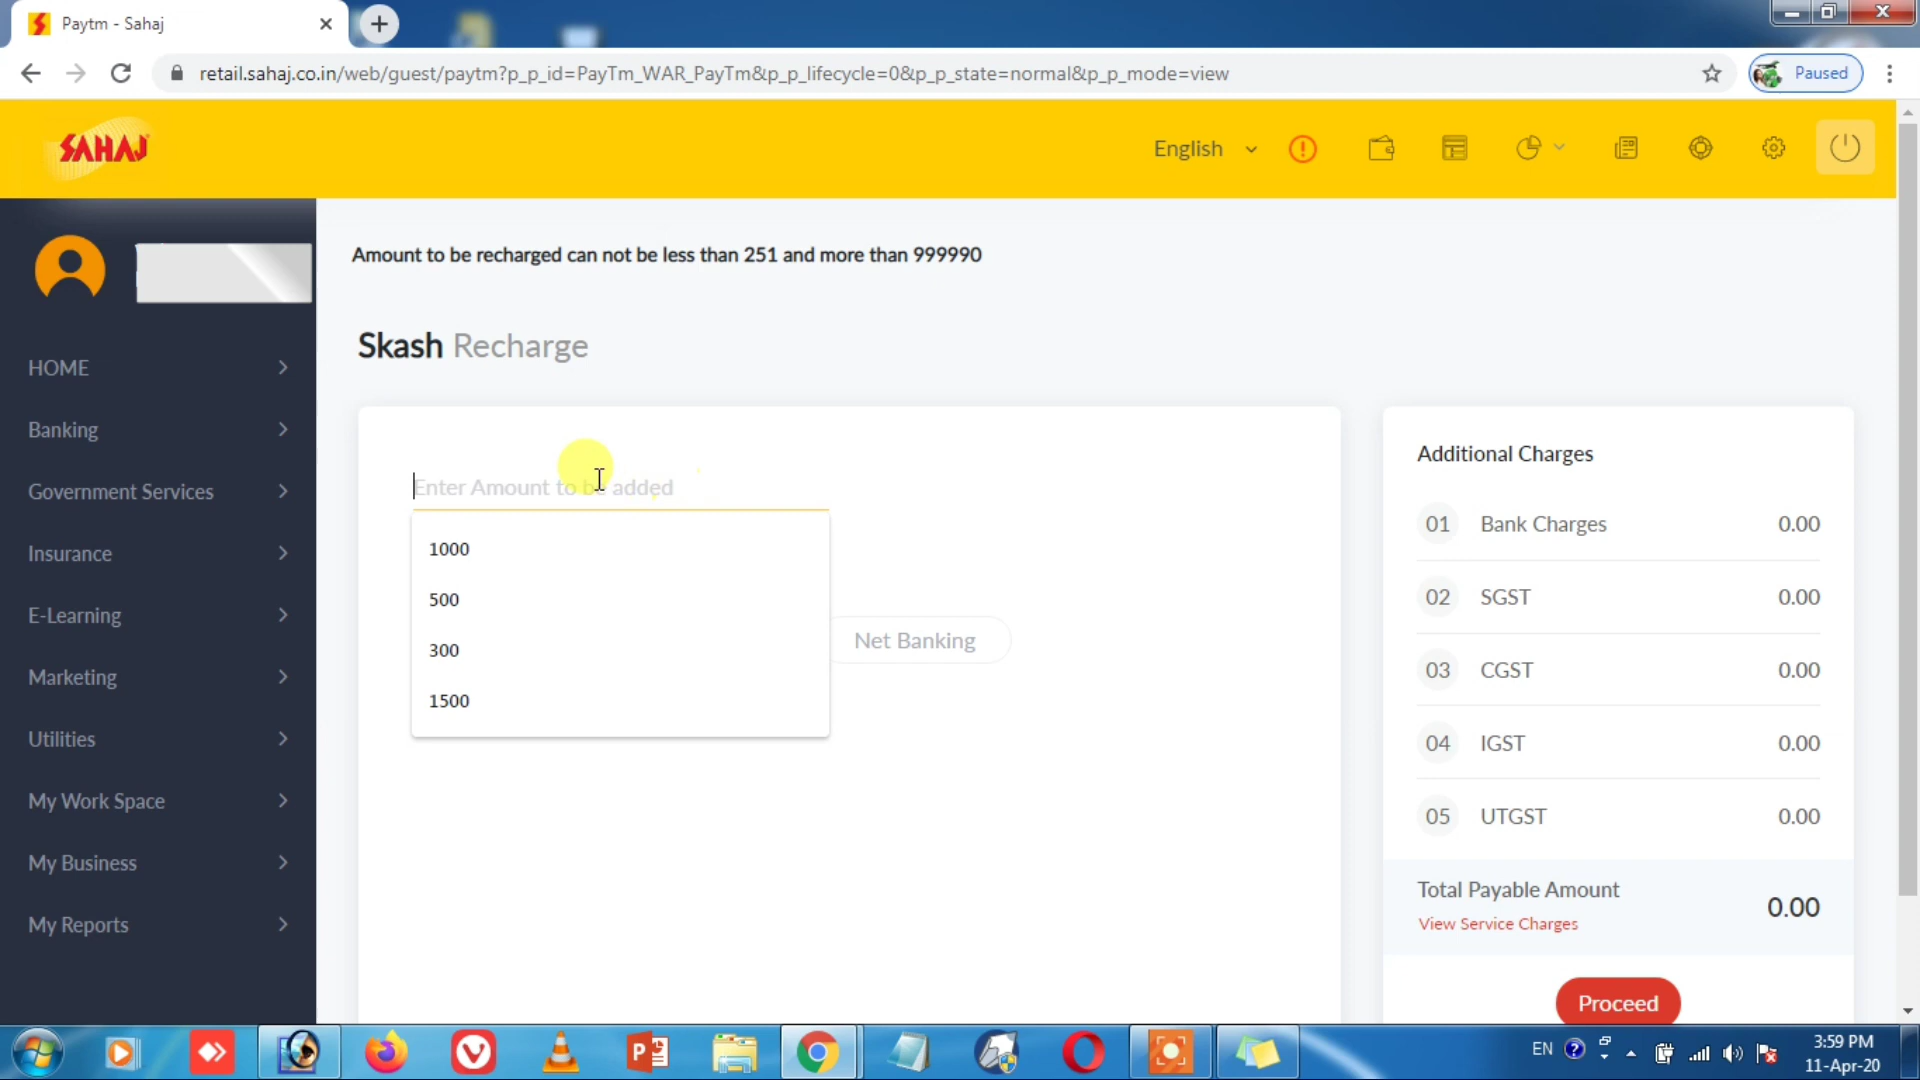 Paytm - Sahaj
retail.sahaj.co.in/web/guest/paytm?p_p_id=PayTm_WAR_PayTm&p_p_lifecycle=0&p_p_state=normal&p_p_mode=view
Paused
SAHAJ
English
Amount to be recharged can not be less than 251 and more than 999990
Skash Recharge
HOME
Banking
Government Services
Insurance
E-Learning
Marketing
Utilities
My Work Space
My Business
My Reports
Enter Amount to be added
1000
500
300
1500
Net Banking
Additional Charges
01 Bank Charges 0.00
02 SGST 0.00
03 CGST 0.00
04 IGST 0.00
05 UTGST 0.00
Total Payable Amount 0.00
View Service Charges
Proceed
EN
3:59 PM
11-Apr-20